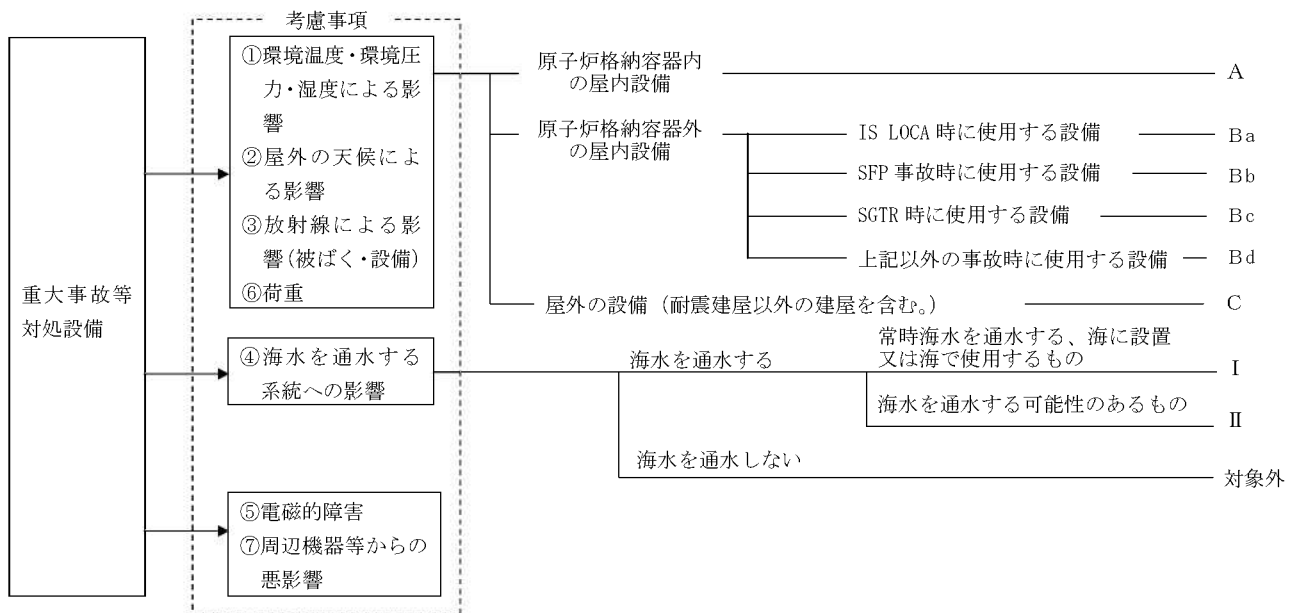 考慮事項
重大事故等
対処設備
①環境温度・環境圧
力・湿度による影
響
②屋外の天候によ
る影響
③放射線による影
響(被ばく・設備)
⑥荷重
原子炉格納容器内
の屋内設備
A
原子炉格納容器外
の屋内設備
IS LOCA 時に使用する設備
Ba
SFP 事故時に使用する設備
Bb
SGTR 時に使用する設備
Bc
上記以外の事故時に使用する設備
Bd
屋外の設備（耐震建屋以外の建屋を含む。）
C
④海水を通水する
系統への影響
海水を通水する
常時海水を通水する、海に設置
又は海で使用するもの
Ⅰ
海水を通水する可能性のあるもの
Ⅱ
海水を通水しない
対象外
⑤電磁的障害
⑦周辺機器等からの
悪影響